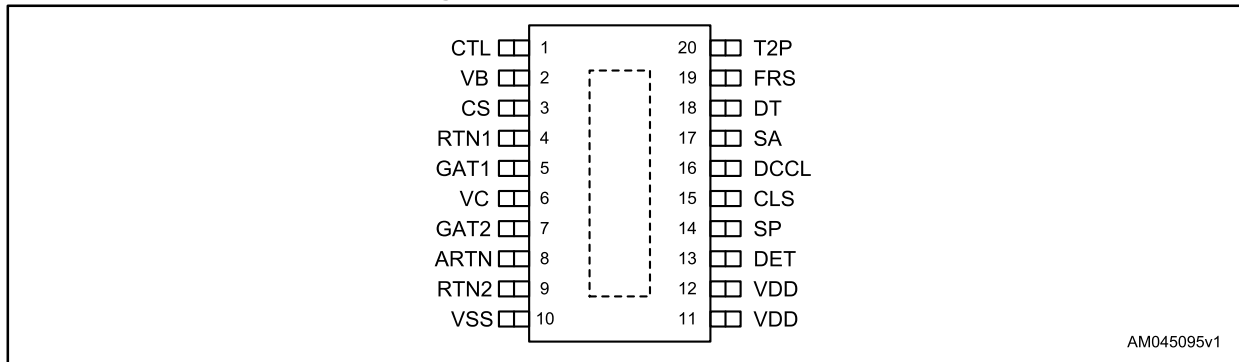 CTL 1 20 T2P
VB 2 19 FRS
CS 3 18 DT
RTN1 4 17 SA
GAT1 5 16 DCCL
VC 6 15 CLS
GAT2 7 14 SP
ARTN 8 13 DET
RTN2 9 12 VDD
VSS 10 11 VDD
AM045095v1